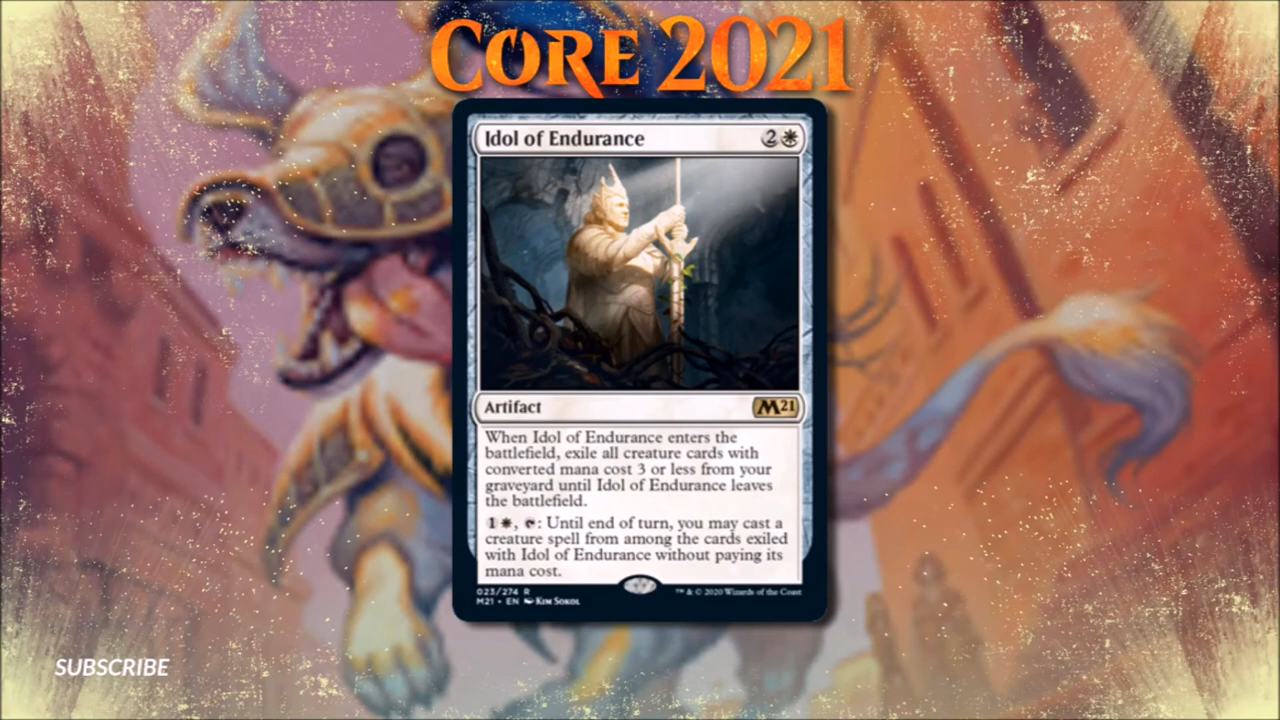 CORE 2021
Idol of Endurance 2
Artifact M21
When Idol of Endurance enters the
battlefield, exile all creature cards with
converted mana cost 3 or less from your
graveyard until Idol of Endurance leaves
the battlefield.
1 , : Until end of turn, you may cast a
creature spell from among the cards exiled
with Idol of Endurance without paying its
mana cost.
023/274 R ™ & © 2020 Wizards of the Coast
M21 • EN KIM SOKOL
SUBSCRIBE